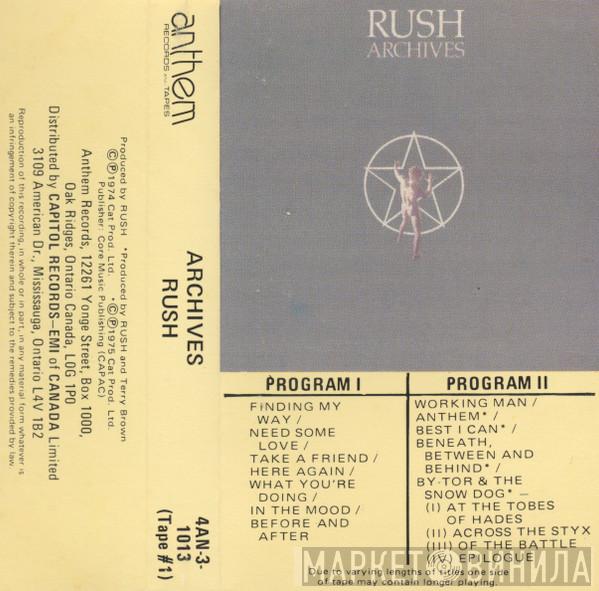 anthem
RECORDS AND TAPES
Produced by RUSH *Produced by RUSH and Terry Brown
©℗1974 Cat Prod. Ltd. *©℗1975 Cat Prod. Ltd.
Publisher: Core Music Publishing (CAPAC)
Anthem Records, 12261 Yonge Street, Box 1000,
Oak Ridges, Ontario Canada, L0G 1P0
Distributed by CAPITOL RECORDS—EMI of CANADA Limited
3109 American Dr., Mississauga, Ontario L4V 1B2
Reproduction of this recording, in whole or in part, in any material form whatever is
an infringement of copyright therein and subject to the remedies provided by law.
ARCHIVES
RUSH
4AN-3-
1013
(Tape #1)
RUSH
ARCHIVES
PROGRAM I
FINDING MY
WAY /
NEED SOME
LOVE /
TAKE A FRIEND /
HERE AGAIN /
WHAT YOU'RE
DOING /
IN THE MOOD /
BEFORE AND
AFTER
PROGRAM II
WORKING MAN /
ANTHEM* /
BEST I CAN* /
BENEATH,
BETWEEN AND
BEHIND* /
BY-TOR & THE
SNOW DOG* —
(I) AT THE TOBES
OF HADES
(II) ACROSS THE STYX
(III) OF THE BATTLE
(IV) EPILOGUE
Due to varying lengths of titles one side
of tape may contain longer playing.
МАРКЕТ ВИНИЛА